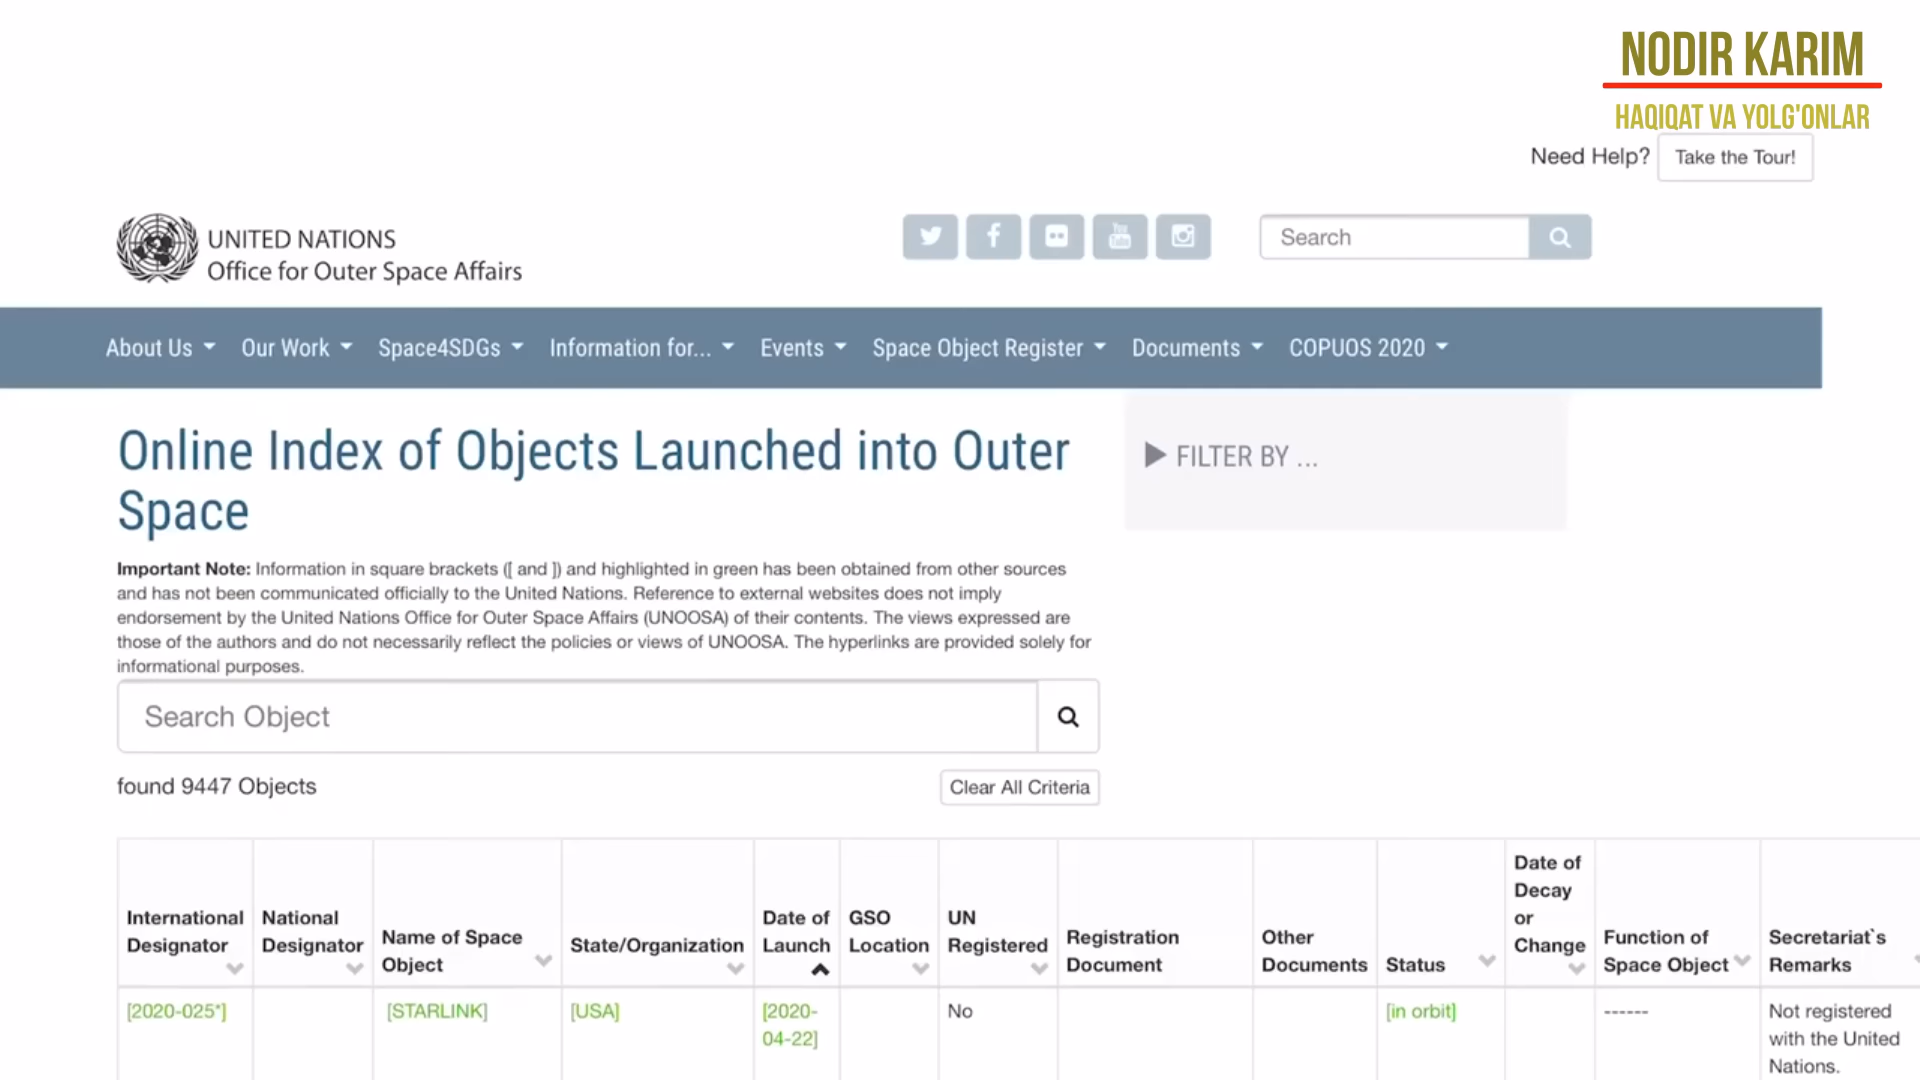 NODIR KARIM
HAQIQAT VA YOLG'ONLAR
Need Help? Take the Tour!
UNITED NATIONS
Office for Outer Space Affairs
You Tube
Search
About Us Our Work Space4SDGs Information for... Events Space Object Register Documents COPUOS 2020
Online Index of Objects Launched into Outer
Space
FILTER BY ...
Important Note: Information in square brackets ([ and ]) and highlighted in green has been obtained from other sources
and has not been communicated officially to the United Nations. Reference to external websites does not imply
endorsement by the United Nations Office for Outer Space Affairs (UNOOSA) of their contents. The views expressed are
those of the authors and do not necessarily reflect the policies or views of UNOOSA. The hyperlinks are provided solely for
informational purposes.
Search Object
found 9447 Objects
Clear All Criteria
International
Designator
National
Designator
Name of Space
Object
State/Organization
Date of
Launch
GSO
Location
UN
Registered
Registration
Document
Other
Documents
Status
Date of
Decay
or
Change
Function of
Space Object
Secretariat`s
Remarks
[2020-025*]
[STARLINK]
[USA]
[2020-
04-22]
No
[in orbit]
------
Not registered
with the United
Nations.